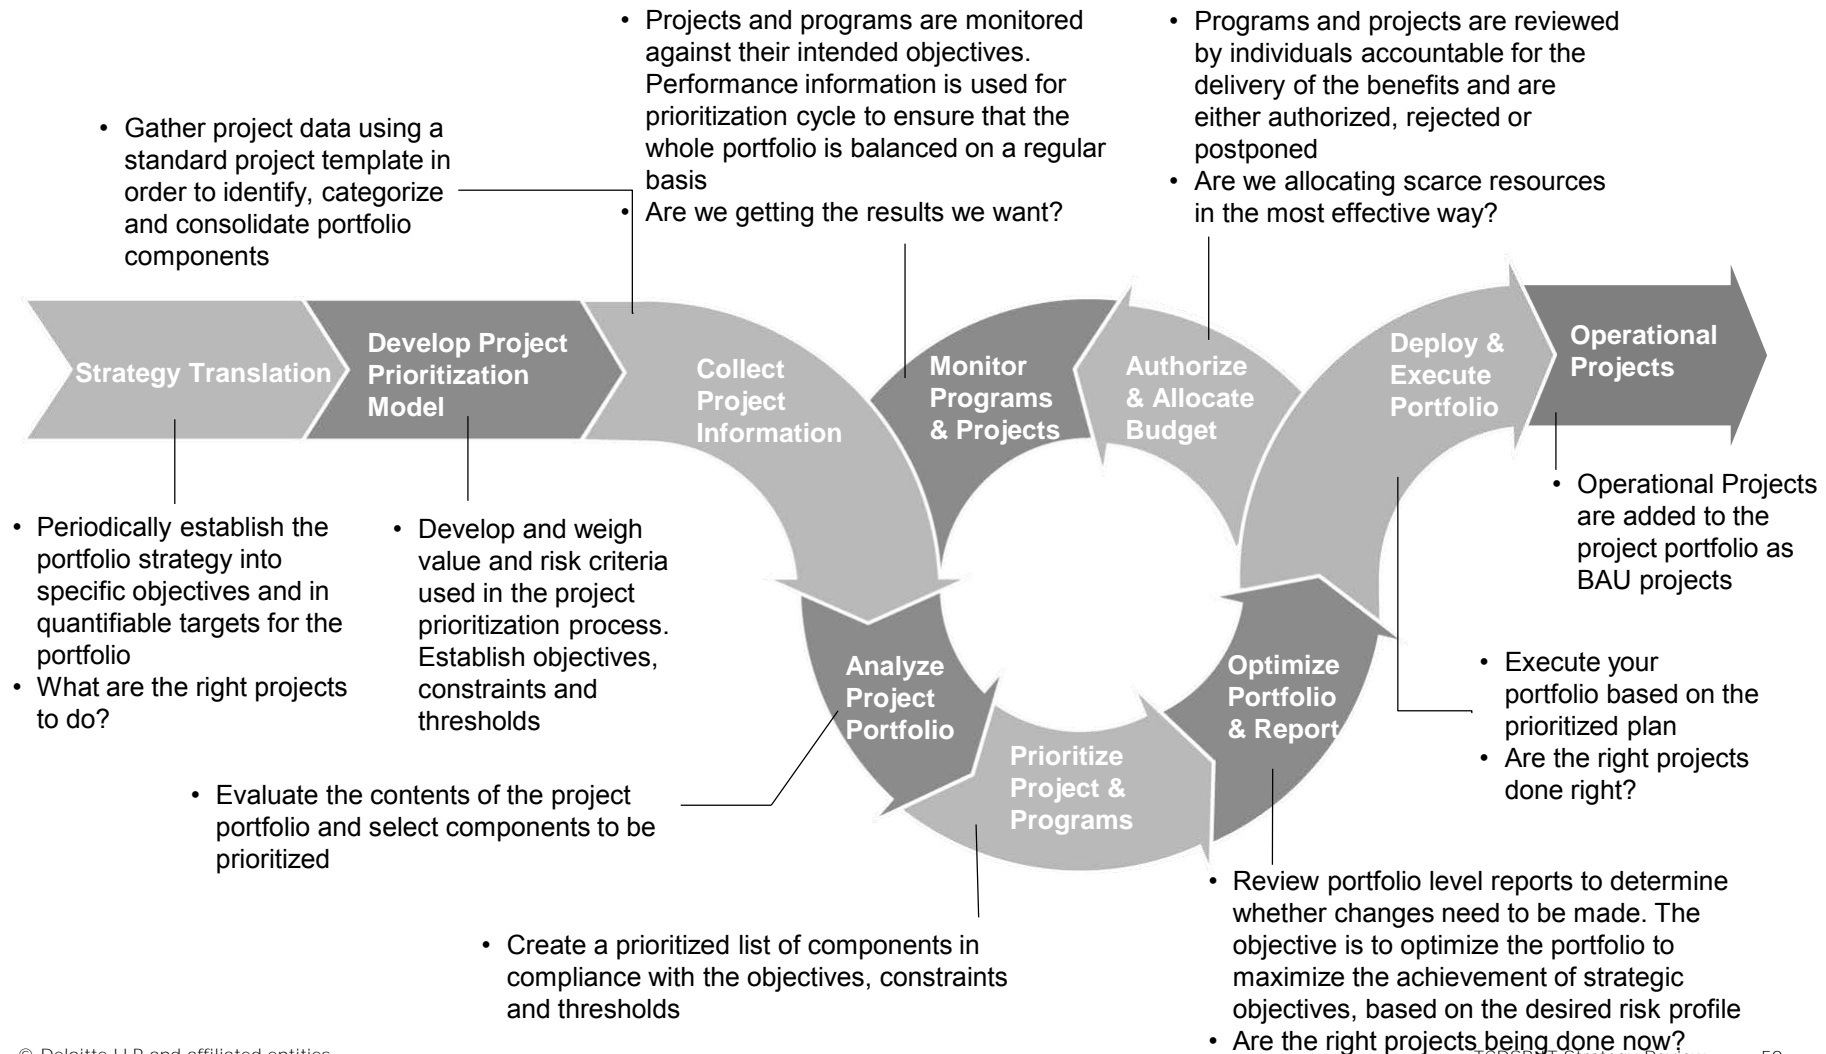 • Projects and programs are monitored
against their intended objectives.
Performance information is used for
prioritization cycle to ensure that the
whole portfolio is balanced on a regular
basis
• Are we getting the results we want?
• Programs and projects are reviewed
by individuals accountable for the
delivery of the benefits and are
either authorized, rejected or
postponed
• Are we allocating scarce resources
in the most effective way?
• Gather project data using a
standard project template in
order to identify, categorize
and consolidate portfolio
components
Strategy Translation
Develop Project
Prioritization
Model
Collect
Project
Information
Monitor
Programs
& Projects
Authorize
& Allocate
Budget
Deploy &
Execute
Portfolio
Operational
Projects
• Periodically establish the
portfolio strategy into
specific objectives and in
quantifiable targets for the
portfolio
• What are the right projects
to do?
• Develop and weigh
value and risk criteria
used in the project
prioritization process.
Establish objectives,
constraints and
thresholds
• Operational Projects
are added to the
project portfolio as
BAU projects
Analyze
Project
Portfolio
Prioritize
Project &
Programs
Optimize
Portfolio
& Report
• Execute your
portfolio based on the
prioritized plan
• Are the right projects
done right?
• Evaluate the contents of the project
portfolio and select components to be
prioritized
• Create a prioritized list of components in
compliance with the objectives, constraints
and thresholds
• Review portfolio level reports to determine
whether changes need to be made. The
objective is to optimize the portfolio to
maximize the achievement of strategic
objectives, based on the desired risk profile
• Are the right projects being done now?
© Deloitte LLP and affiliated entities
Strategy Review